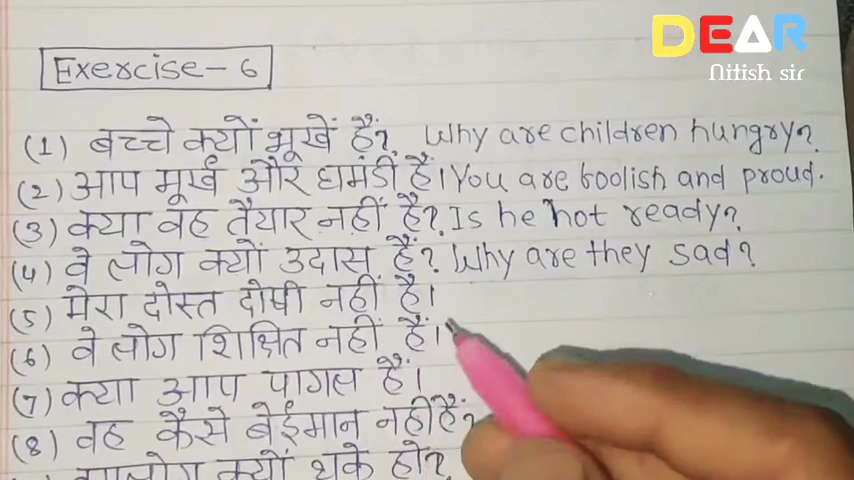 DEAR
Nitish sir
Exercise-6
(1) बच्चे क्यों भूखें हैं? Why are children hungry?
(2) आप मूर्ख और घमंडी हैं। You are foolish and proud.
(3) क्या वह तैयार नहीं है? Is he not ready?
(4) वे लोग क्यों उदास हैं? Why are they sad?
(5) मेरा दोस्त दोषी नहीं है।
(6) वे लोग शिक्षित नहीं हैं।
(7) क्या आप पागल हैं।
(8) वह कैसे बेईमान नहीं हैं?
क्यों थके हो?